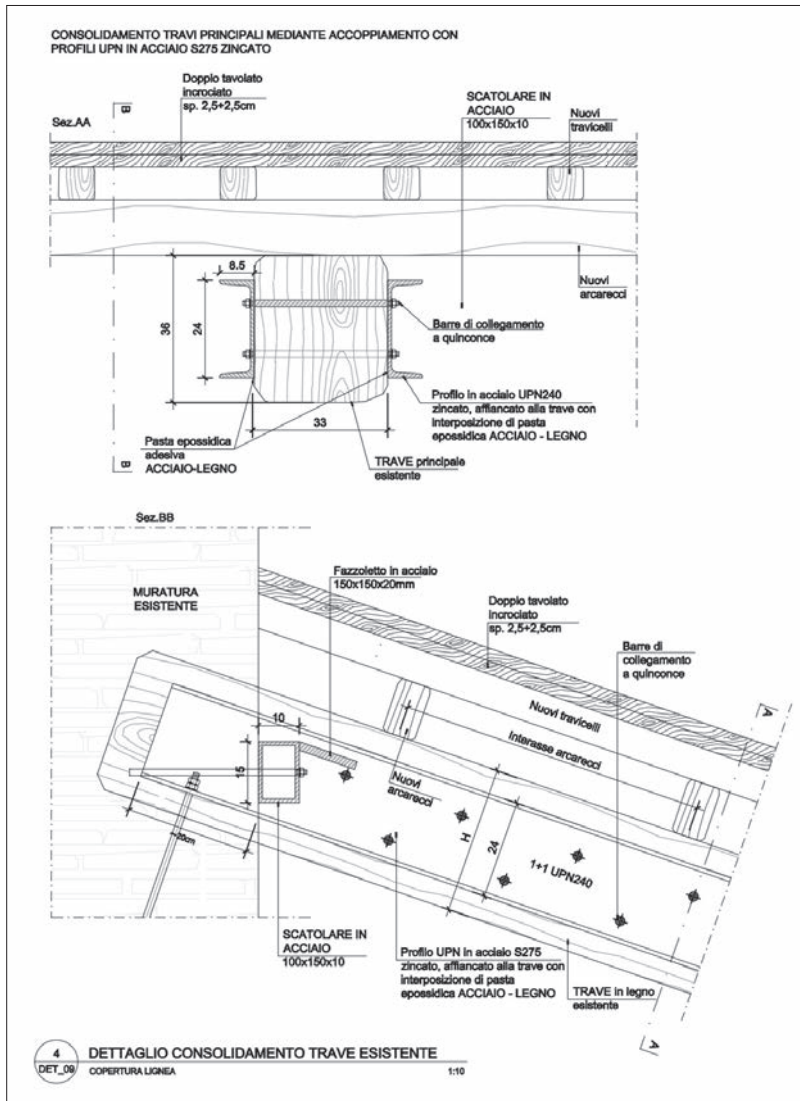 CONSOLIDAMENTO TRAVI PRINCIPALI MEDIANTE ACCOPPIAMENTO CON
PROFILI UPN IN ACCIAIO S275 ZINCATO
Doppio tavolato
incrociato
sp. 2,5+2,5cm
B
Sez.AA
SCATOLARE IN
ACCIAIO
100x150x10
Nuovi
travicelli
8.5
36
24
Nuovi
arcarecci
Barre di collegamento
a quinconce
Profilo in acciaio UPN240
zincato, affiancato alla trave con
interposizione di pasta
epossidica ACCIAIO - LEGNO
33
Pasta epossidica
adesiva
ACCIAIO-LEGNO
B
TRAVE principale
esistente
Sez.BB
MURATURA
ESISTENTE
Fazzoletto in acciaio
150x150x20mm
Doppio tavolato
incrociato
sp. 2,5+2,5cm
Barre di
collegamento
a quinconce
A
Nuovi travicelli
Interasse arcarecci
10
15
Nuovi
arcarecci
H
24
1+1 UPN240
SCATOLARE IN
ACCIAIO
100x150x10
Profilo UPN in acciaio S275
zincato, affiancato alla trave con
interposizione di pasta
epossidica ACCIAIO - LEGNO
TRAVE in legno
esistente
A
4
DET_09
DETTAGLIO CONSOLIDAMENTO TRAVE ESISTENTE
COPERTURA LIGNEA
1:10